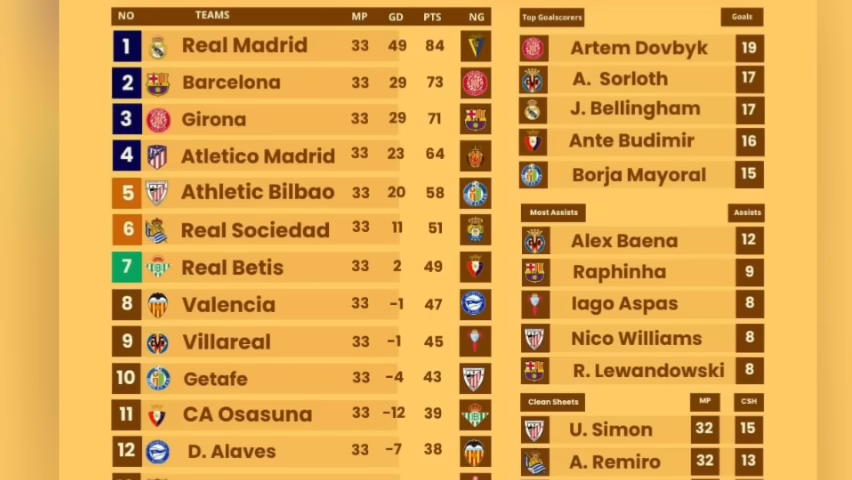 NO TEAMS MP GD PTS NG
1 Real Madrid 33 49 84
2 Barcelona 33 29 73
3 Girona 33 29 71
4 Atletico Madrid 33 23 64
5 Athletic Bilbao 33 20 58
6 Real Sociedad 33 11 51
7 Real Betis 33 2 49
8 Valencia 33 -1 47
9 Villareal 33 -1 45
10 Getafe 33 -4 43
11 CA Osasuna 33 -12 39
12 D. Alaves 33 -7 38
Top Goalscorers Goals
Artem Dovbyk 19
A. Sorloth 17
J. Bellingham 17
Ante Budimir 16
Borja Mayoral 15
Most Assists Assists
Alex Baena 12
Raphinha 9
Iago Aspas 8
Nico Williams 8
R. Lewandowski 8
Clean Sheets MP CSH
U. Simon 32 15
A. Remiro 32 13